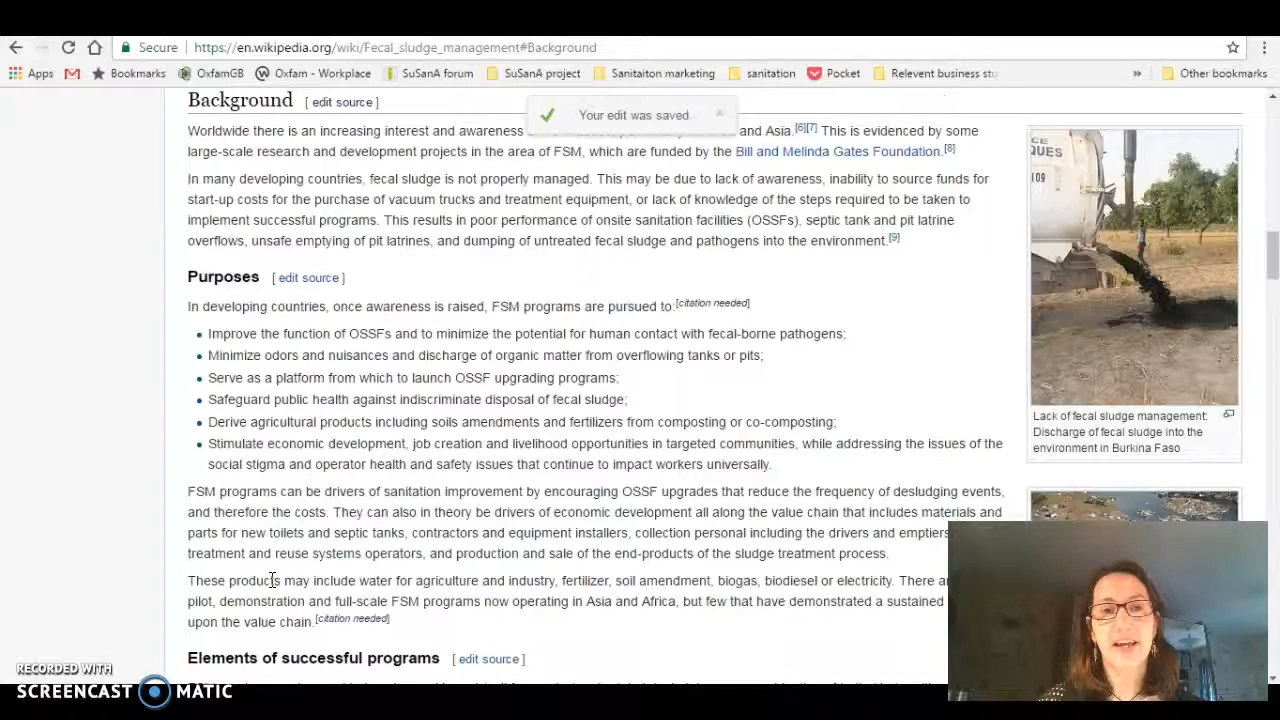 Secure
https://en.wikipedia.org/wiki/Fecal_sludge_management#Background
Apps Bookmarks OxfamGB Oxfam - Workplace SuSanA forum SuSanA project Sanitaiton marketing sanitation Pocket Relevent business stu » Other bookmarks
Background [ edit source ]
Your edit was saved
Worldwide there is an increasing interest and awareness and Asia.[6][7] This is evidenced by some
large-scale research and development projects in the area of FSM, which are funded by the Bill and Melinda Gates Foundation.[8]
In many developing countries, fecal sludge is not properly managed. This may be due to lack of awareness, inability to source funds for
start-up costs for the purchase of vacuum trucks and treatment equipment, or lack of knowledge of the steps required to be taken to
implement successful programs. This results in poor performance of onsite sanitation facilities (OSSFs), septic tank and pit latrine
overflows, unsafe emptying of pit latrines, and dumping of untreated fecal sludge and pathogens into the environment.[9]
Purposes [ edit source ]
In developing countries, once awareness is raised, FSM programs are pursued to:[citation needed]
• Improve the function of OSSFs and to minimize the potential for human contact with fecal-borne pathogens;
• Minimize odors and nuisances and discharge of organic matter from overflowing tanks or pits;
• Serve as a platform from which to launch OSSF upgrading programs;
• Safeguard public health against indiscriminate disposal of fecal sludge;
• Derive agricultural products including soils amendments and fertilizers from composting or co-composting;
• Stimulate economic development, job creation and livelihood opportunities in targeted communities, while addressing the issues of the
social stigma and operator health and safety issues that continue to impact workers universally.
FSM programs can be drivers of sanitation improvement by encouraging OSSF upgrades that reduce the frequency of desludging events,
and therefore the costs. They can also in theory be drivers of economic development all along the value chain that includes materials and
parts for new toilets and septic tanks, contractors and equipment installers, collection personal including the drivers and emptiers
treatment and reuse systems operators, and production and sale of the end-products of the sludge treatment process.
These products may include water for agriculture and industry, fertilizer, soil amendment, biogas, biodiesel or electricity. There
pilot, demonstration and full-scale FSM programs now operating in Asia and Africa, but few that have demonstrated a sustained
upon the value chain.[citation needed]
Elements of successful programs [ edit source ]
CE
QUES
109
Lack of fecal sludge management:
Discharge of fecal sludge into the
environment in Burkina Faso
RECORDED WITH
SCREENCAST MATIC